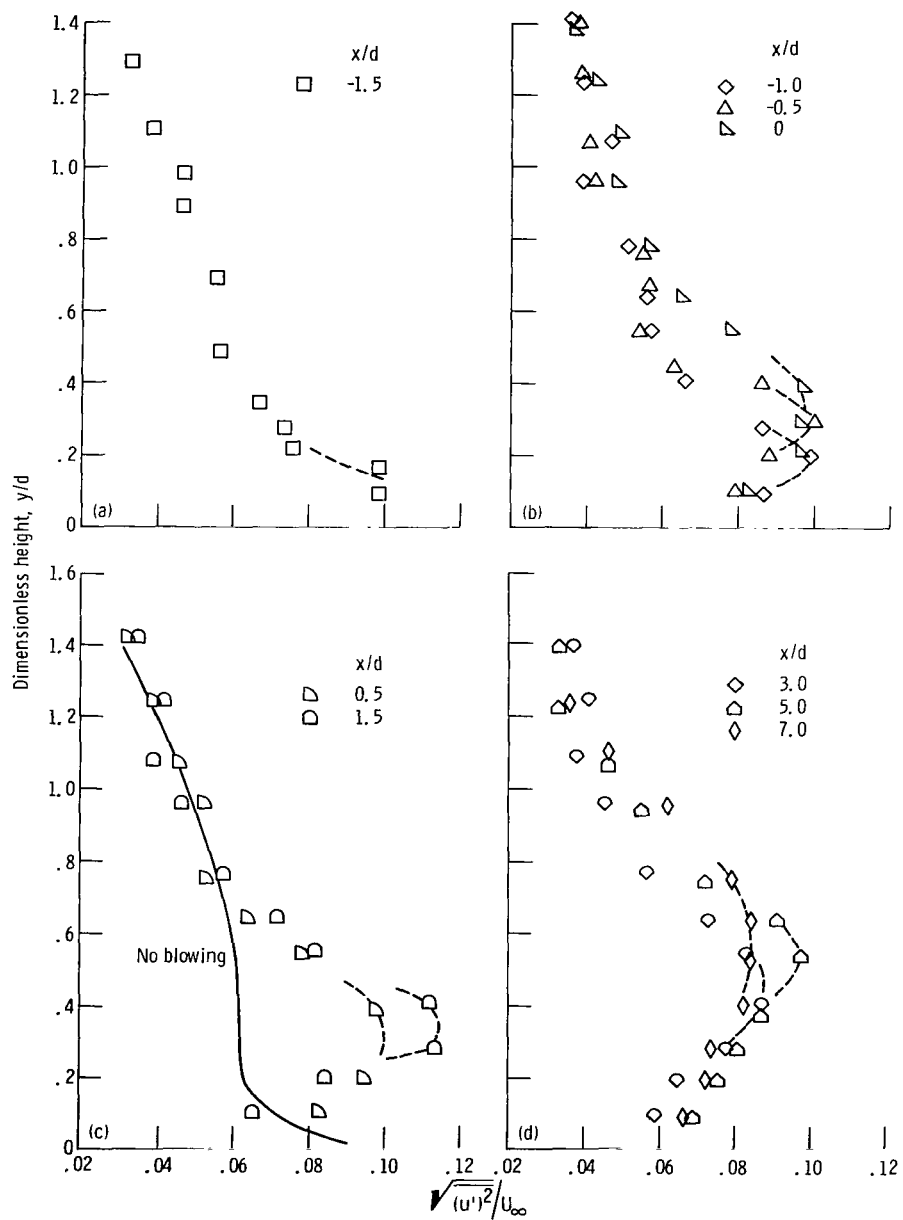 Dimensionless height, y/d
1.4
1.2
1.0
.8
.6
.4
.2
0
(a)
x/d
-1.5
(b)
x/d
-1.0
-0.5
0
1.6
1.4
1.2
1.0
.8
.6
.4
.2
0
(c)
x/d
0.5
1.5
No blowing
(d)
x/d
3.0
5.0
7.0
.02 .04 .06 .08 .10 .12 .02 .04 .06 .08 .10 .12
√(u')²/U∞